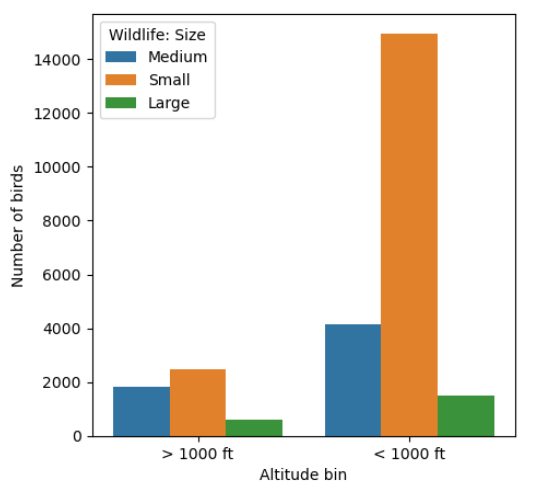 Wildlife: Size
Medium
Small
Large
14000
12000
10000
8000
6000
4000
2000
0
Number of birds
> 1000 ft
< 1000 ft
Altitude bin